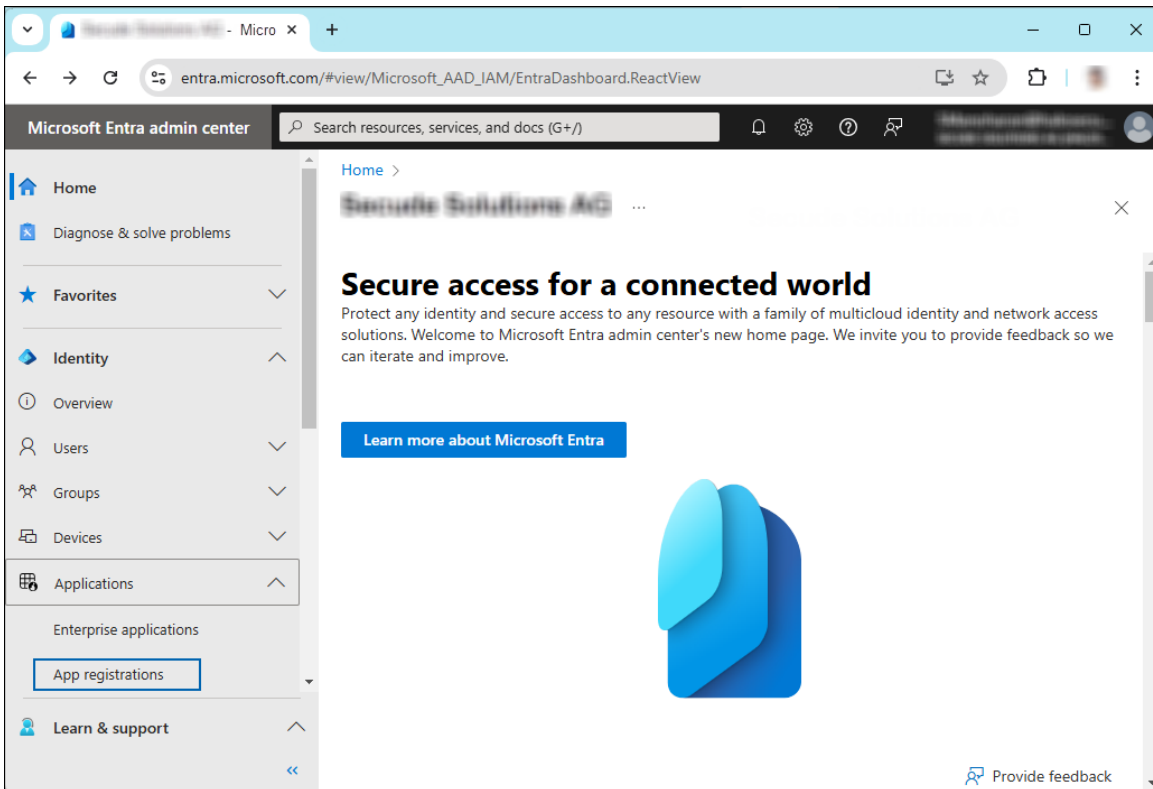 - Micro
entra.microsoft.com/#view/Microsoft_AAD_IAM/EntraDashboard.ReactView
Microsoft Entra admin center
Search resources, services, and docs (G+/)
Home
Diagnose & solve problems
Favorites
Identity
Overview
Users
Groups
Devices
Applications
Enterprise applications
App registrations
Learn & support
Home >
...
Secure access for a connected world
Protect any identity and secure access to any resource with a family of multicloud identity and network access
solutions. Welcome to Microsoft Entra admin center's new home page. We invite you to provide feedback so we
can iterate and improve.
Learn more about Microsoft Entra
Provide feedback